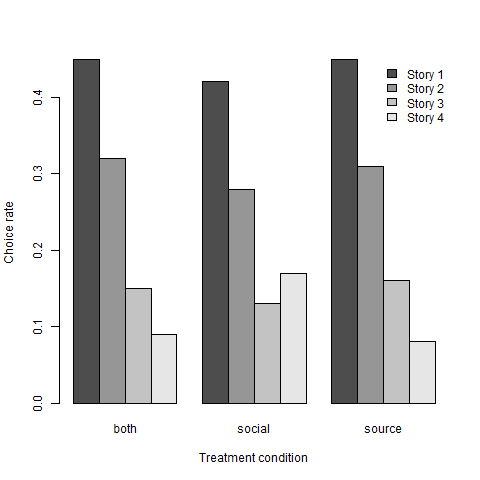 Story 1
Story 2
Story 3
Story 4
Choice rate
0.4
0.3
0.2
0.1
0.0
both social source
Treatment condition